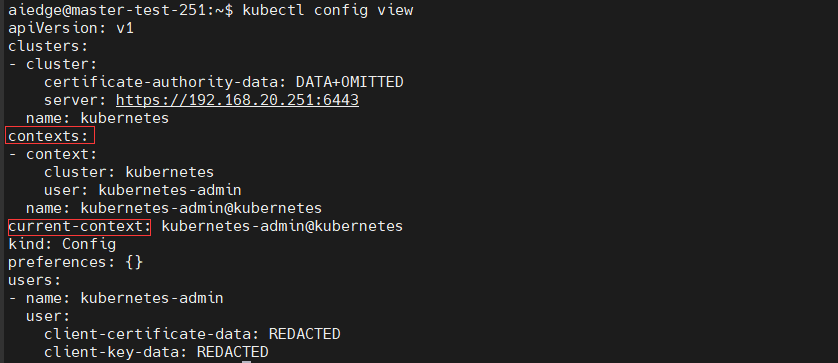 aiedge@master-test-251:~$ kubectl config view
apiVersion: v1
clusters:
- cluster:
    certificate-authority-data: DATA+OMITTED
    server: https://192.168.20.251:6443
  name: kubernetes
contexts:
- context:
    cluster: kubernetes
    user: kubernetes-admin
  name: kubernetes-admin@kubernetes
current-context: kubernetes-admin@kubernetes
kind: Config
preferences: {}
users:
- name: kubernetes-admin
  user:
    client-certificate-data: REDACTED
    client-key-data: REDACTED